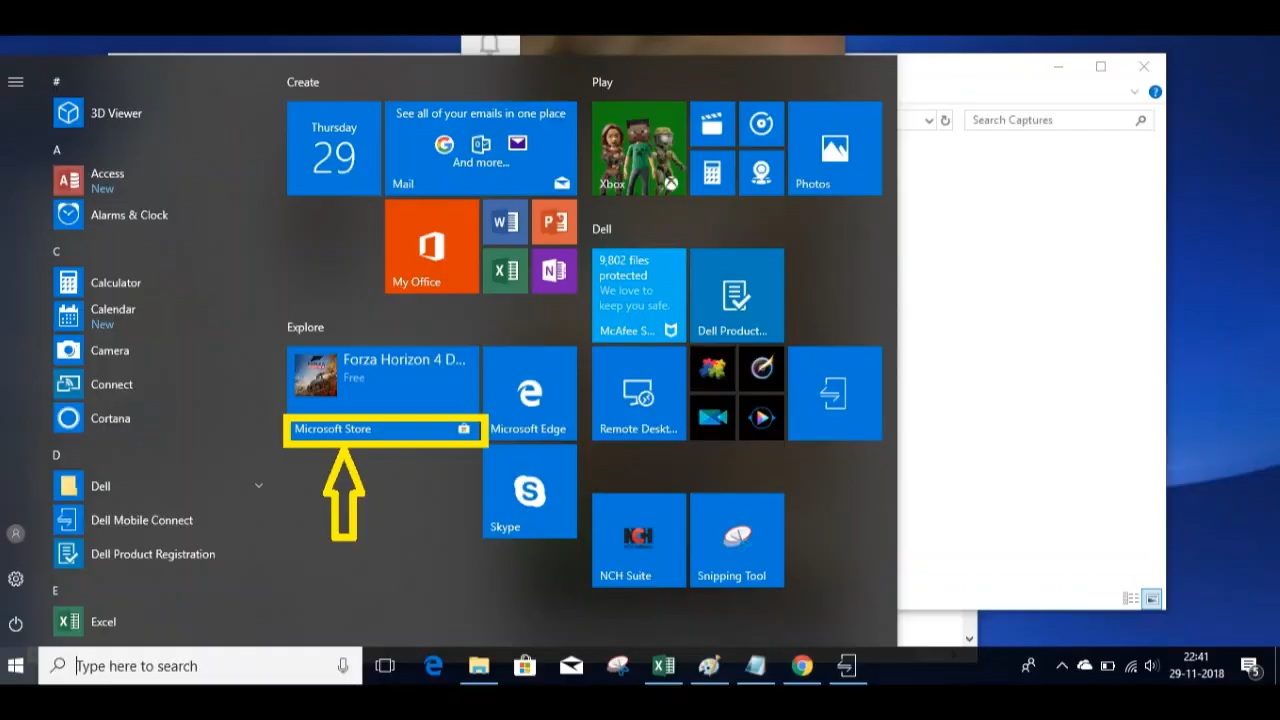 #
3D Viewer
A
Access
New
Alarms & Clock
C
Calculator
Calendar
New
Camera
Connect
Cortana
D
Dell
Dell Mobile Connect
Dell Product Registration
E
Excel
Create
Thursday
29
See all of your emails in one place
And more...
Mail
My Office
Explore
Forza Horizon 4 D...
Free
Microsoft Store
Microsoft Edge
Skype
Play
Xbox
Photos
Dell
9,802 files
protected
We love to
keep you safe.
McAfee S...
Dell Product...
Remote Deskt...
NCH
NCH Suite
Snipping Tool
Search Captures
Type here to search
22:41
29-11-2018
5